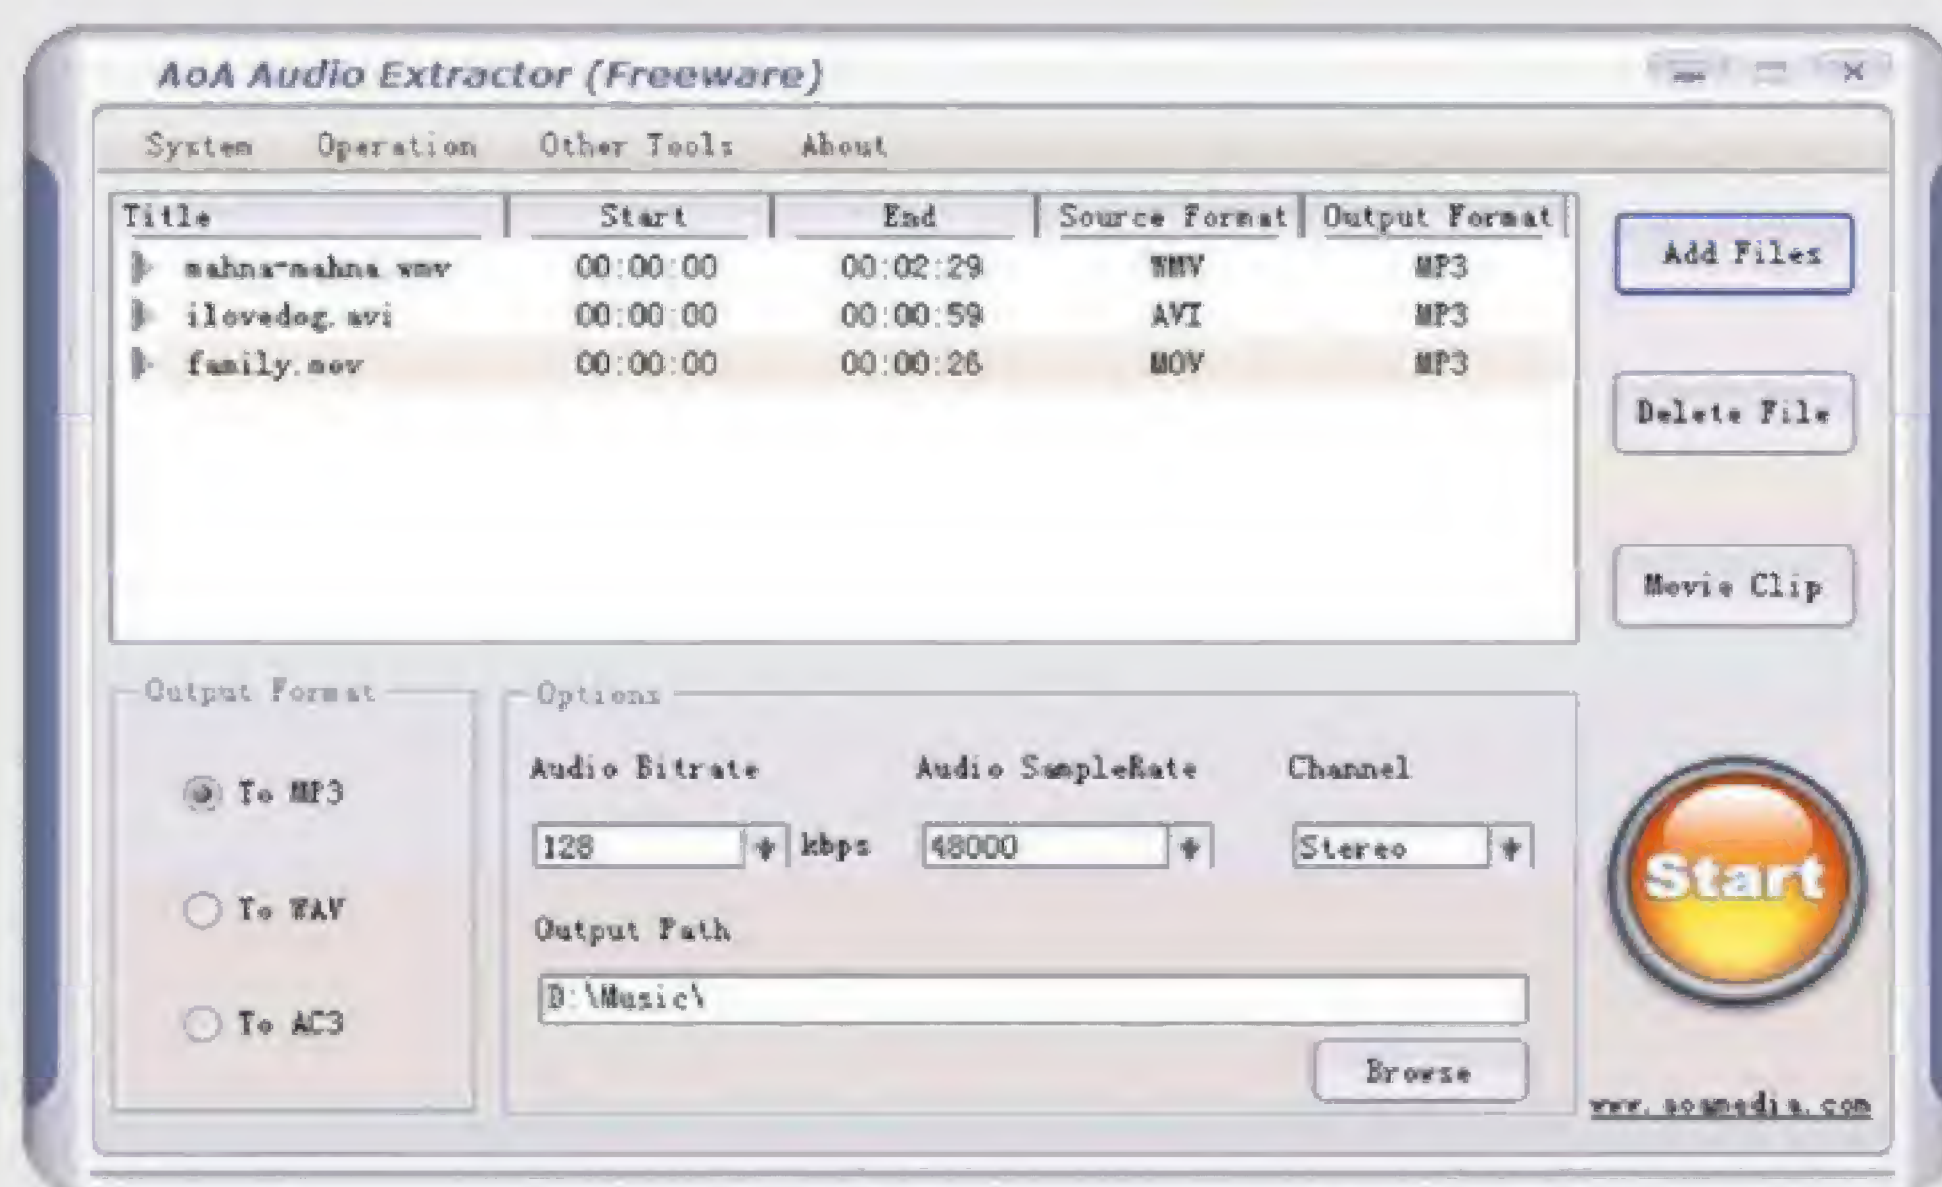 AoA Audio Extractor (Freeware)
System Operation Other Tools About
Title Start End Source Format Output Format
mahna-mahna.wmv 00:00:00 00:02:29 WMV MP3
ilovedog.avi 00:00:00 00:00:59 AVI MP3
family.mov 00:00:00 00:00:26 MOV MP3
Add Files
Delete File
Movie Clip
Output Format
To MP3
To WAV
To AC3
Options
Audio Bitrate Audio SampleRate Channel
128 kbps 48000 Stereo
Output Path
D:\Music\
Browse
Start
www.aoamedia.com